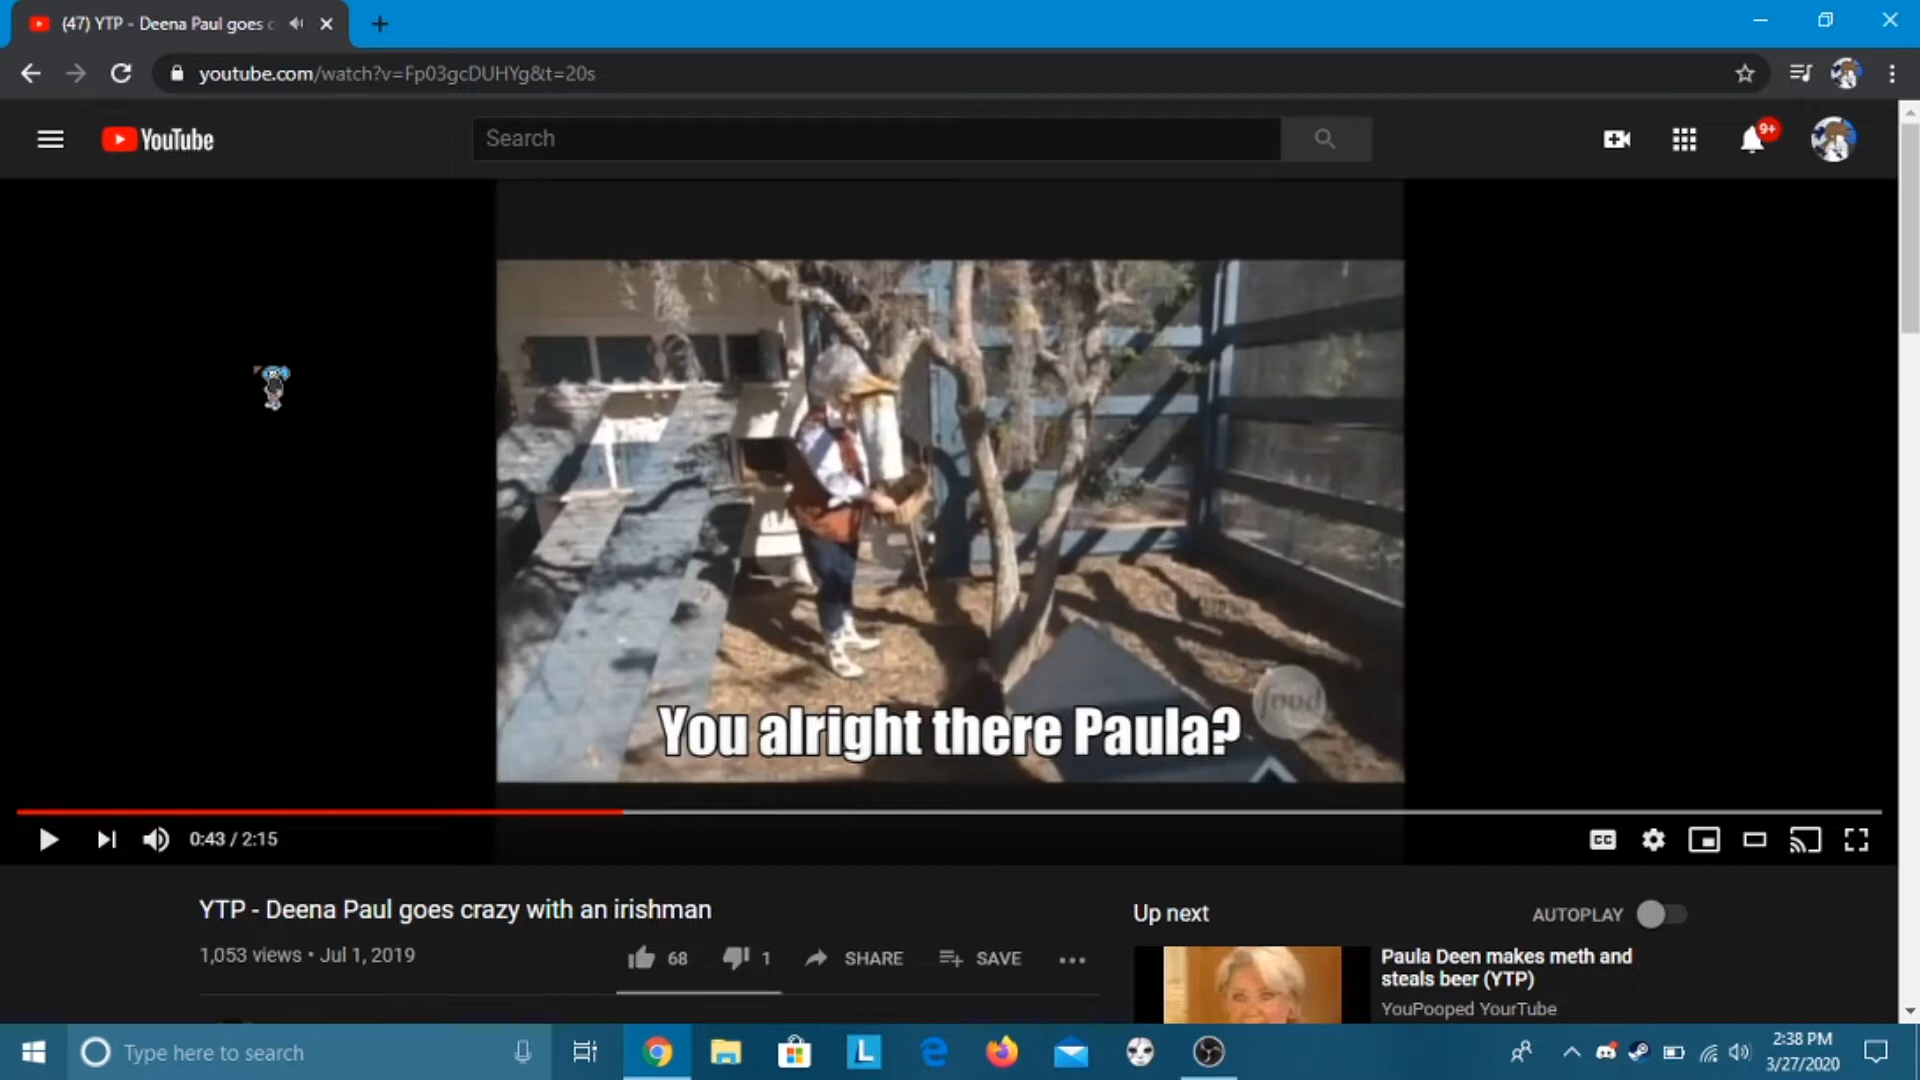 (47) YTP - Deena Paul goes c
youtube.com/watch?v=Fp03gcDUHYg&t=20s
YouTube
Search
9+
food
You alright there Paula?
0:43 / 2:15
CC
YTP - Deena Paul goes crazy with an irishman
1,053 views • Jul 1, 2019
68
1
SHARE
SAVE
Up next
AUTOPLAY
Paula Deen makes meth and
steals beer (YTP)
YouPooped YourTube
Type here to search
L
2:38 PM
3/27/2020